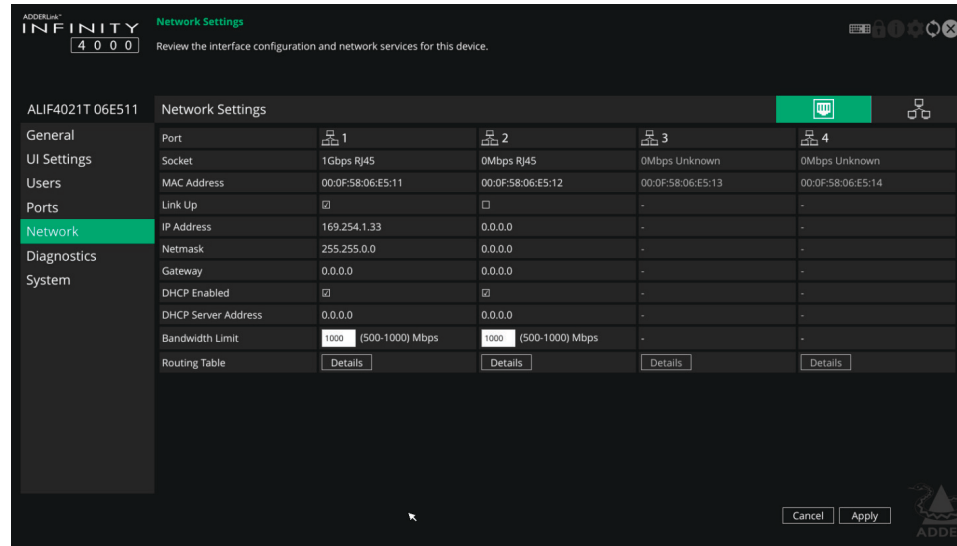 ADDERLink™
INFINITY
4000
Network Settings
Review the interface configuration and network services for this device.
ALIF4021T 06E511
Network Settings
General
UI Settings
Users
Ports
Network
Diagnostics
System
Port 1 2 3 4
Socket 1Gbps RJ45 0Mbps RJ45 0Mbps Unknown 0Mbps Unknown
MAC Address 00:0F:58:06:E5:11 00:0F:58:06:E5:12 00:0F:58:06:E5:13 00:0F:58:06:E5:14
Link Up ☑ ☐ - -
IP Address 169.254.1.33 0.0.0.0 - -
Netmask 255.255.0.0 0.0.0.0 - -
Gateway 0.0.0.0 0.0.0.0 - -
DHCP Enabled ☑ ☑ - -
DHCP Server Address 0.0.0.0 0.0.0.0 - -
Bandwidth Limit 1000 (500-1000) Mbps 1000 (500-1000) Mbps - -
Routing Table Details Details Details Details
Cancel Apply
ADDE